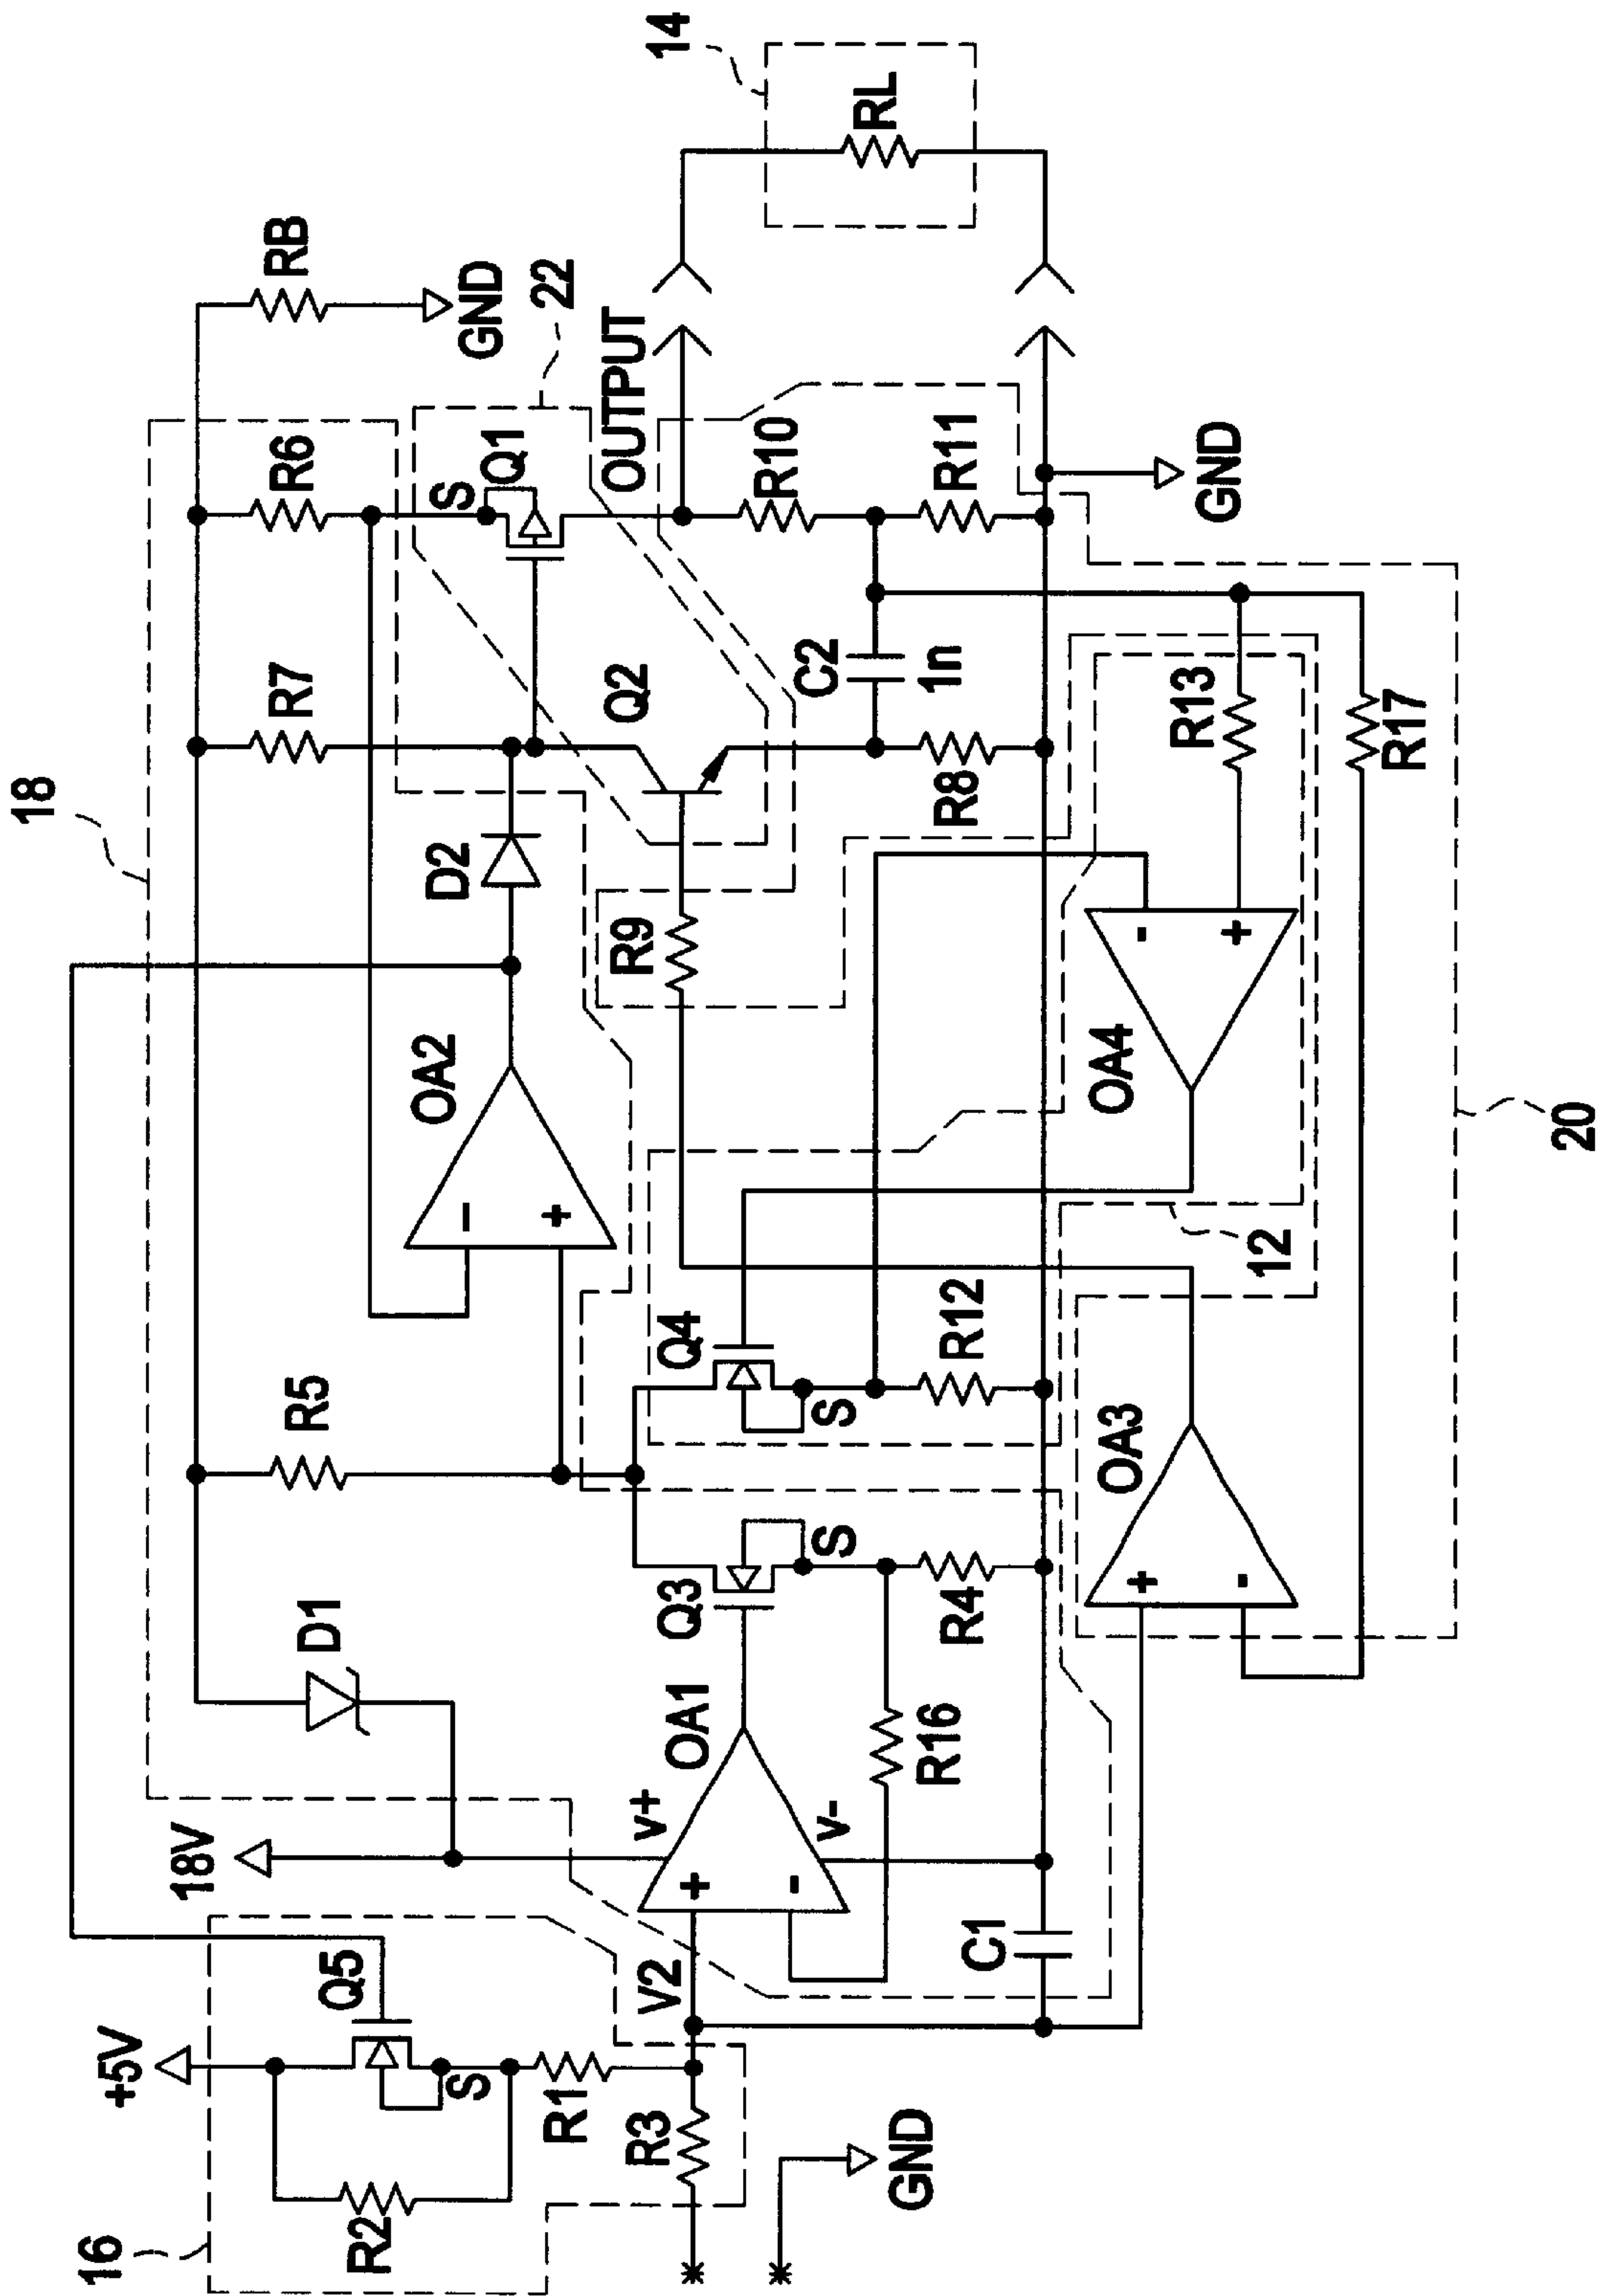 18
14
RB
GND
22
R6
S
Q1
OUTPUT
R10
R11
GND
R7
Q2
C2
1n
R8
R13
R17
D2
R9
OA2
-
+
OA4
-
+
12
20
R5
Q4
S
R12
OA3
+
-
D1
Q3
S
R4
OA1
V+
V-
+
-
R16
18V
V2
C1
+5V
Q5
S
R1
R2
R3
GND
16